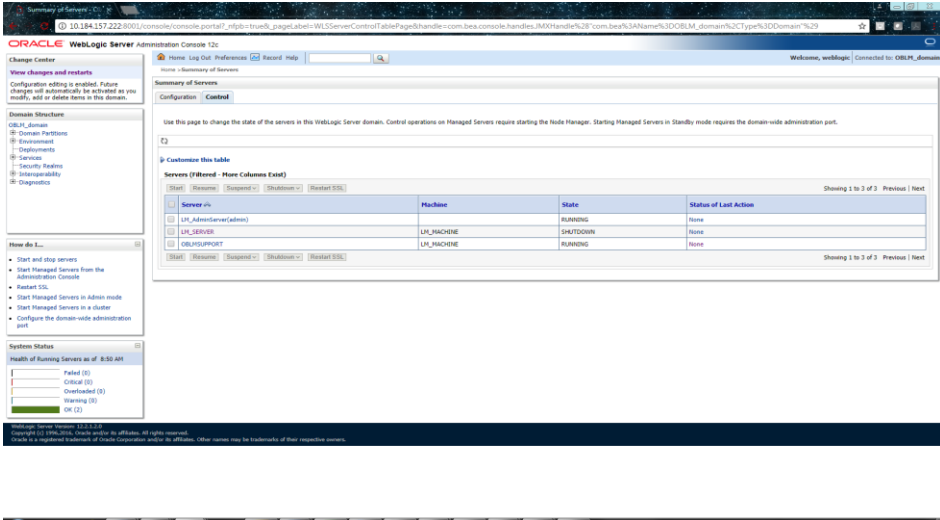 Summary of Servers - OBL
10.184.157.222:8001/console/console.portal?_nfpb=true&_pageLabel=WLSServerControlTablePage&handle=com.bea.console.handles.JMXHandle%28"com.bea%3AName%3DOBLM_domain%2CType%3DDomain"%29
ORACLE WebLogic Server Administration Console 12c
Change Center
View changes and restarts
Configuration editing is enabled. Future
changes will automatically be activated as you
modify, add or delete items in this domain.
Domain Structure
OBLM_domain
Domain Partitions
Environment
Deployments
Services
Security Realms
Interoperability
Diagnostics
How do I...
Start and stop servers
Start Managed Servers from the
Administration Console
Restart SSL
Start Managed Servers in Admin mode
Start Managed Servers in a cluster
Configure the domain-wide administration
port
System Status
Health of Running Servers as of 8:50 AM
Failed (0)
Critical (0)
Overloaded (0)
Warning (0)
OK (2)
Home Log Out Preferences Record Help
Welcome, weblogic Connected to: OBLM_domain
Home >Summary of Servers
Summary of Servers
Configuration Control
Use this page to change the state of the servers in this WebLogic Server domain. Control operations on Managed Servers require starting the Node Manager. Starting Managed Servers in Standby mode requires the domain-wide administration port.
Customize this table
Servers (Filtered - More Columns Exist)
Start Resume Suspend Shutdown Restart SSL Showing 1 to 3 of 3 Previous | Next
Server Machine State Status of Last Action
LM_AdminServer(admin) RUNNING None
LM_SERVER LM_MACHINE SHUTDOWN None
OBLMSUPPORT LM_MACHINE RUNNING None
Start Resume Suspend Shutdown Restart SSL Showing 1 to 3 of 3 Previous | Next
WebLogic Server Version: 12.2.1.2.0
Copyright (c) 1996,2016, Oracle and/or its affiliates. All rights reserved.
Oracle is a registered trademark of Oracle Corporation and/or its affiliates. Other names may be trademarks of their respective owners.